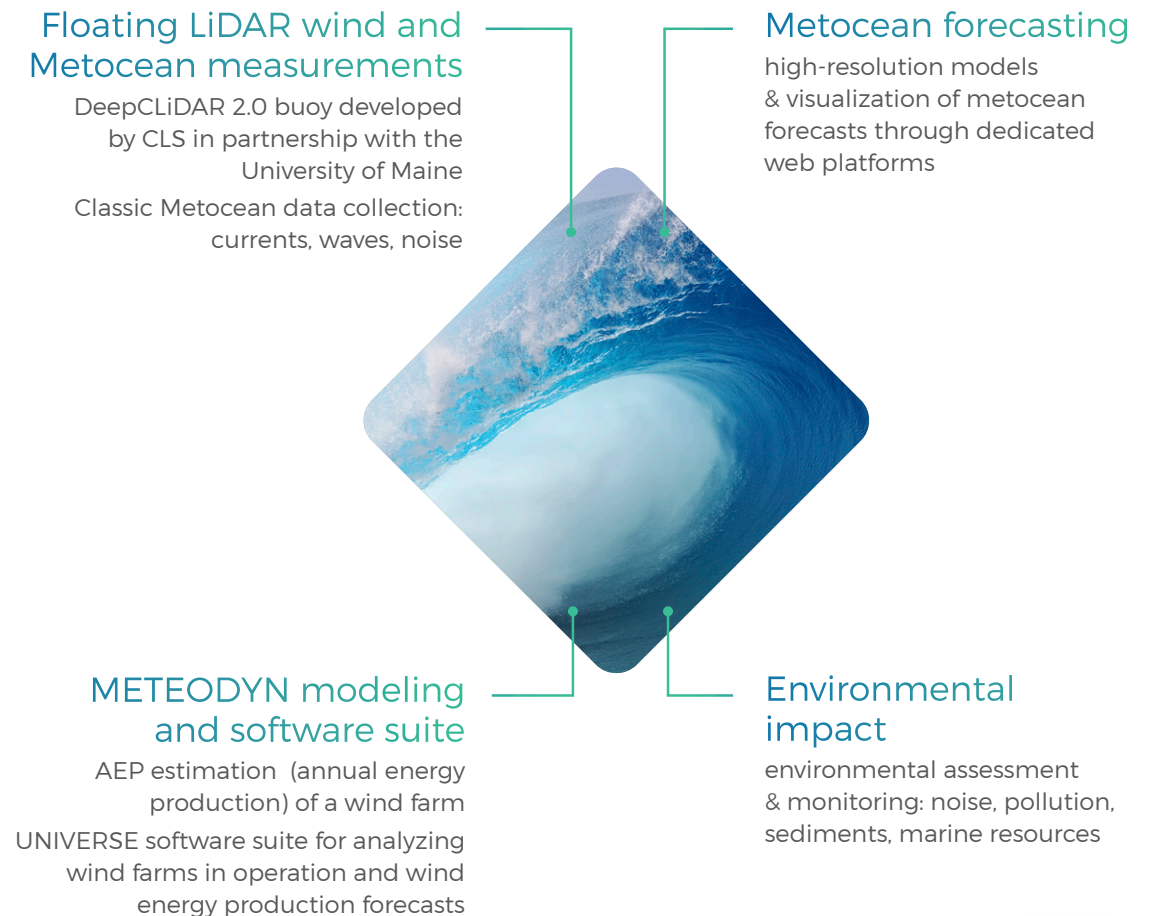 Floating LiDAR wind and
Metocean measurements
DeepCLiDAR 2.0 buoy developed
by CLS in partnership with the
University of Maine
Classic Metocean data collection:
currents, waves, noise
Metocean forecasting
high-resolution models
& visualization of metocean
forecasts through dedicated
web platforms
METEODYN modeling
and software suite
AEP estimation  (annual energy
production) of a wind farm
UNIVERSE software suite for analyzing
wind farms in operation and wind
energy production forecasts
Environmental
impact
environmental assessment
& monitoring: noise, pollution,
sediments, marine resources